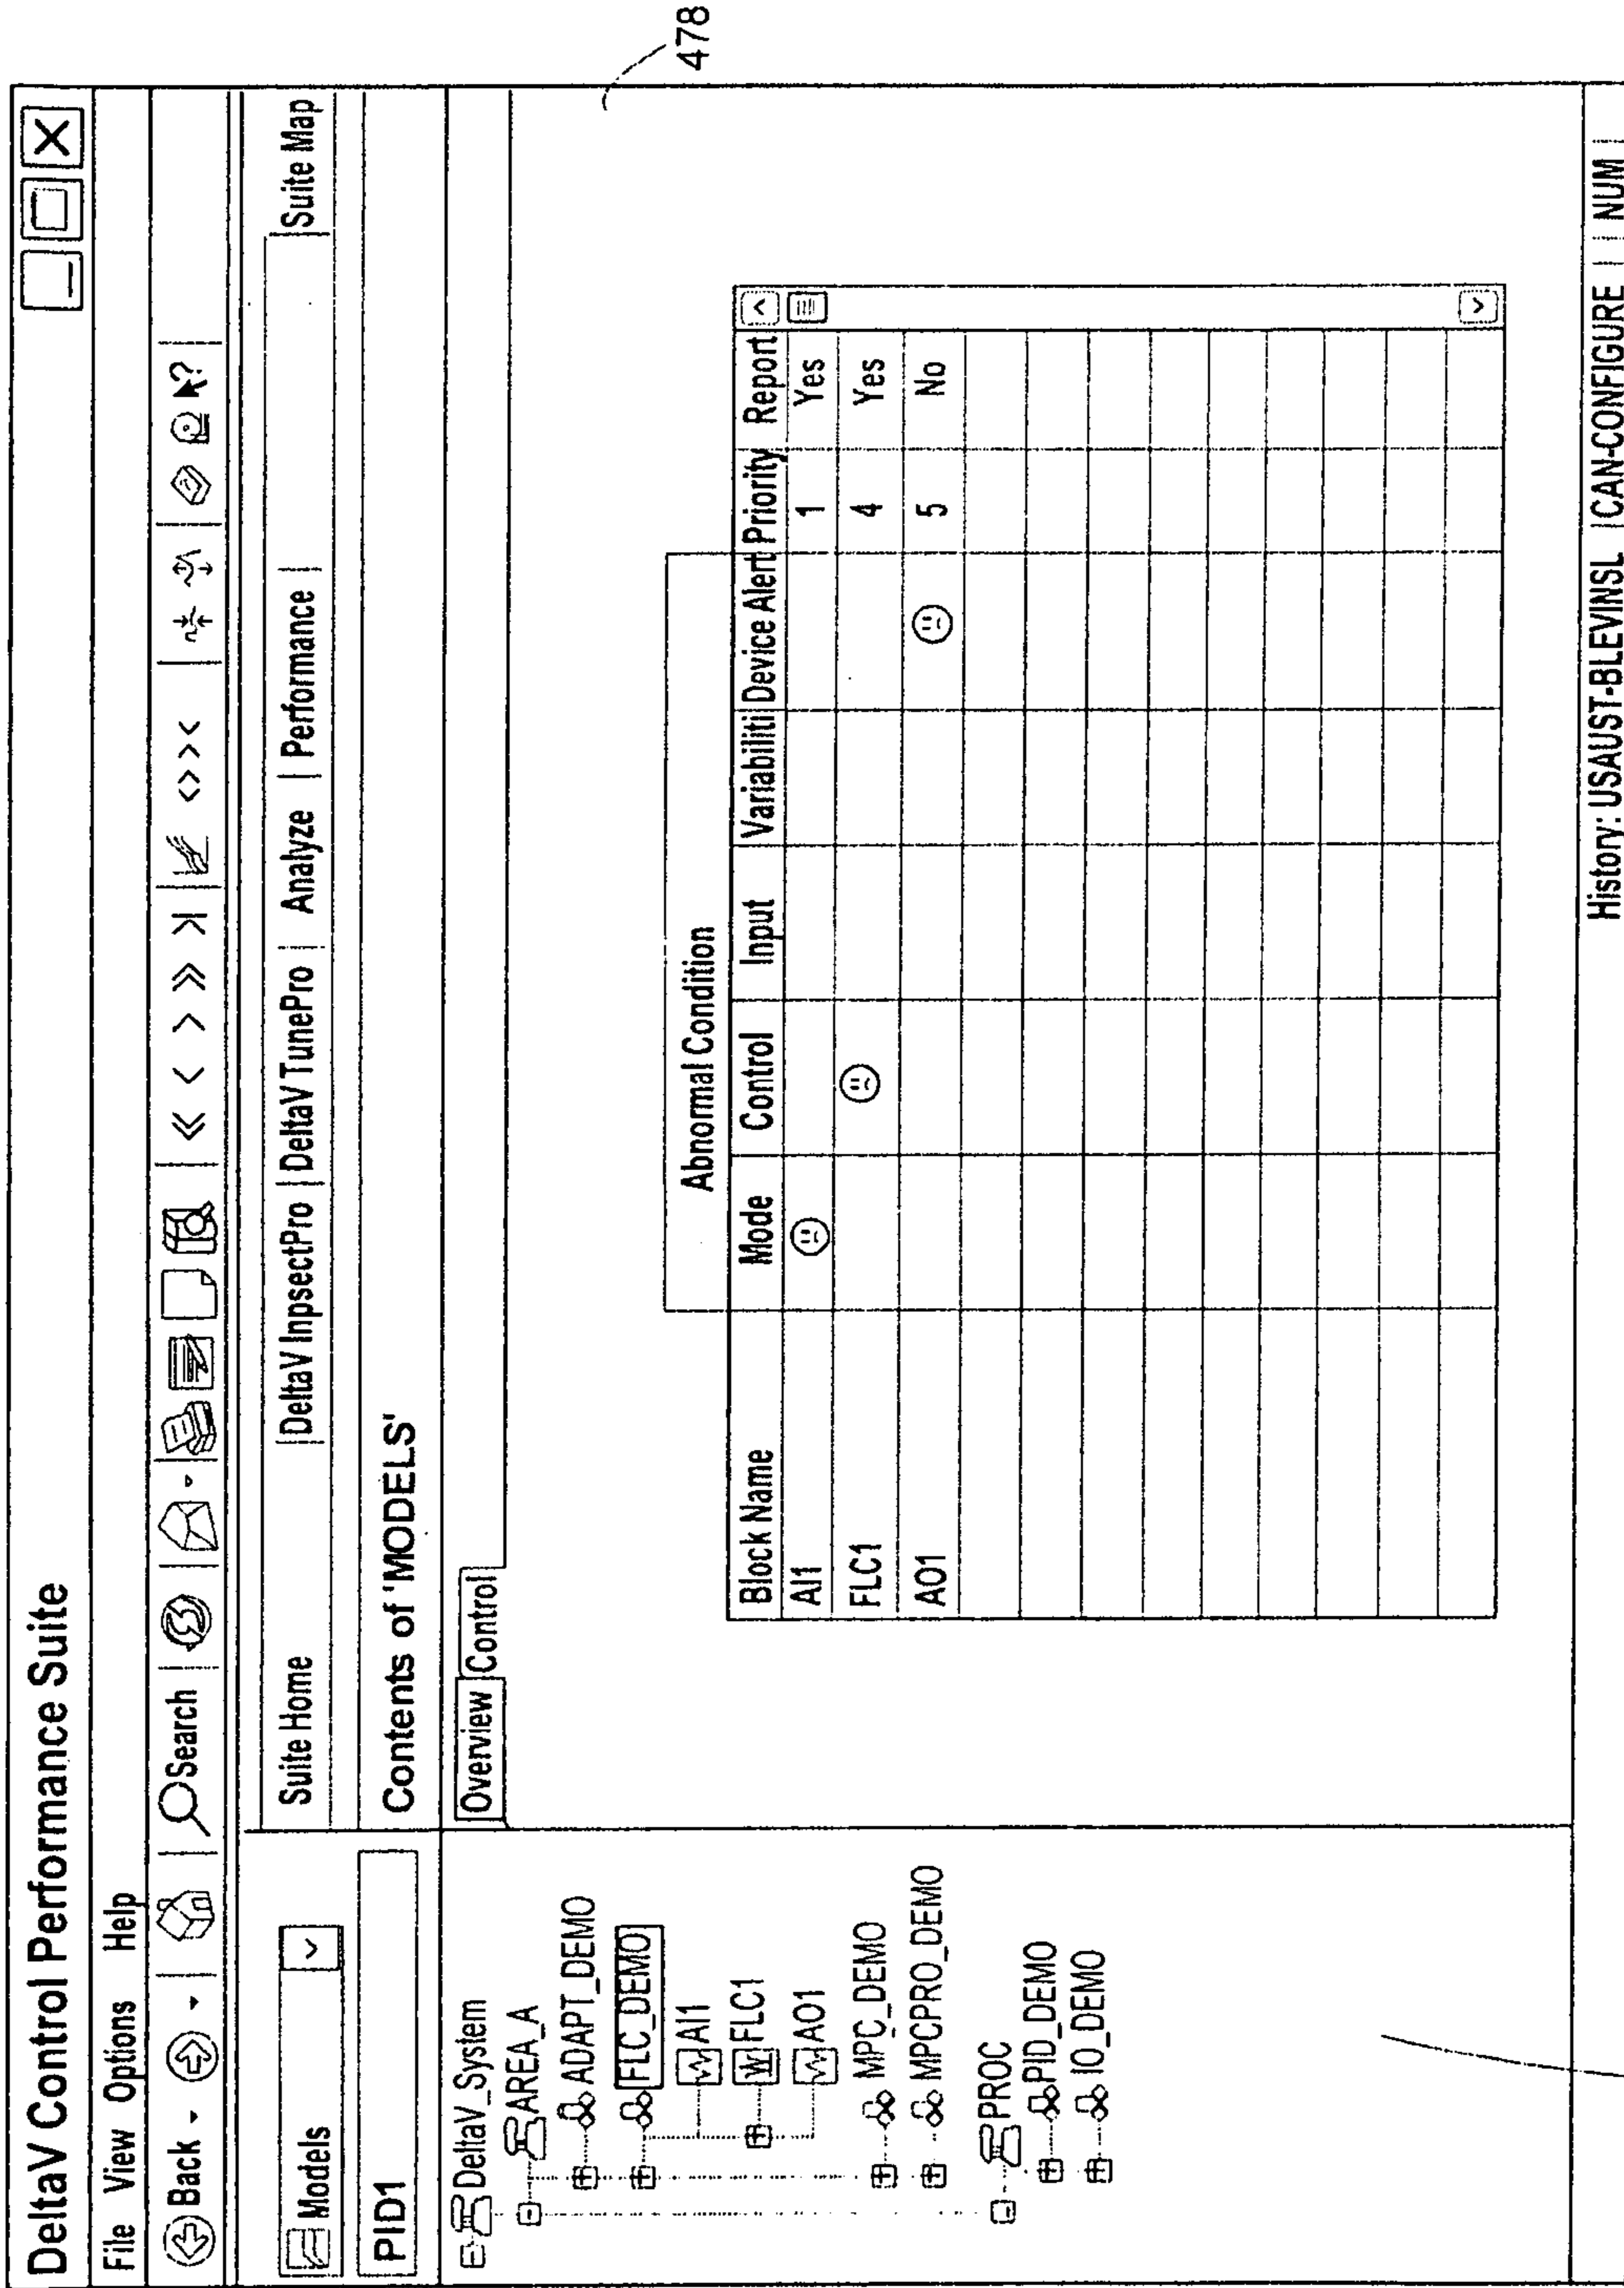 DeltaV Control Performance Suite
File View Options Help
Back Search
Models
PID1
DeltaV_System
AREA_A
ADAPT_DEMO
FLC_DEMO
AI1
FLC1
AO1
MPC_DEMO
MPCPRO_DEMO
PROC
PID_DEMO
IO_DEMO
Suite Home DeltaV InpsectPro DeltaV TunePro Analyze Performance Suite Map
Contents of 'MODELS'
Overview Control
Abnormal Condition
Block Name Mode Control Input Variabiliti Device Alert Priority Report
AI1 1 Yes
FLC1 4 Yes
AO1 5 No
History: USAUST-BLEVINSL CAN-CONFIGURE NUM
478